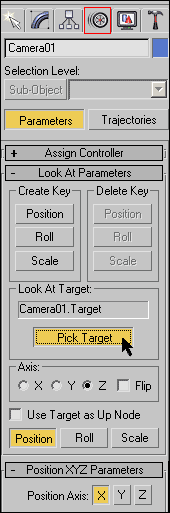 Camera01
Selection Level:
Sub-Object
Parameters Trajectories
+ Assign Controller
- Look At Parameters
Create Key Delete Key
Position Position
Roll Roll
Scale Scale
Look At Target:
Camera01.Target
Pick Target
Axis:
X Y Z Flip
Use Target as Up Node
Position Roll Scale
- Position XYZ Parameters
Position Axis: X Y Z